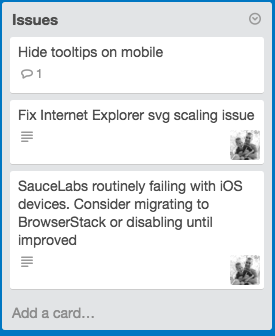 Issues
Hide tooltips on mobile
1
Fix Internet Explorer svg scaling issue
SauceLabs routinely failing with iOS
devices. Consider migrating to
BrowserStack or disabling until
improved
Add a card…